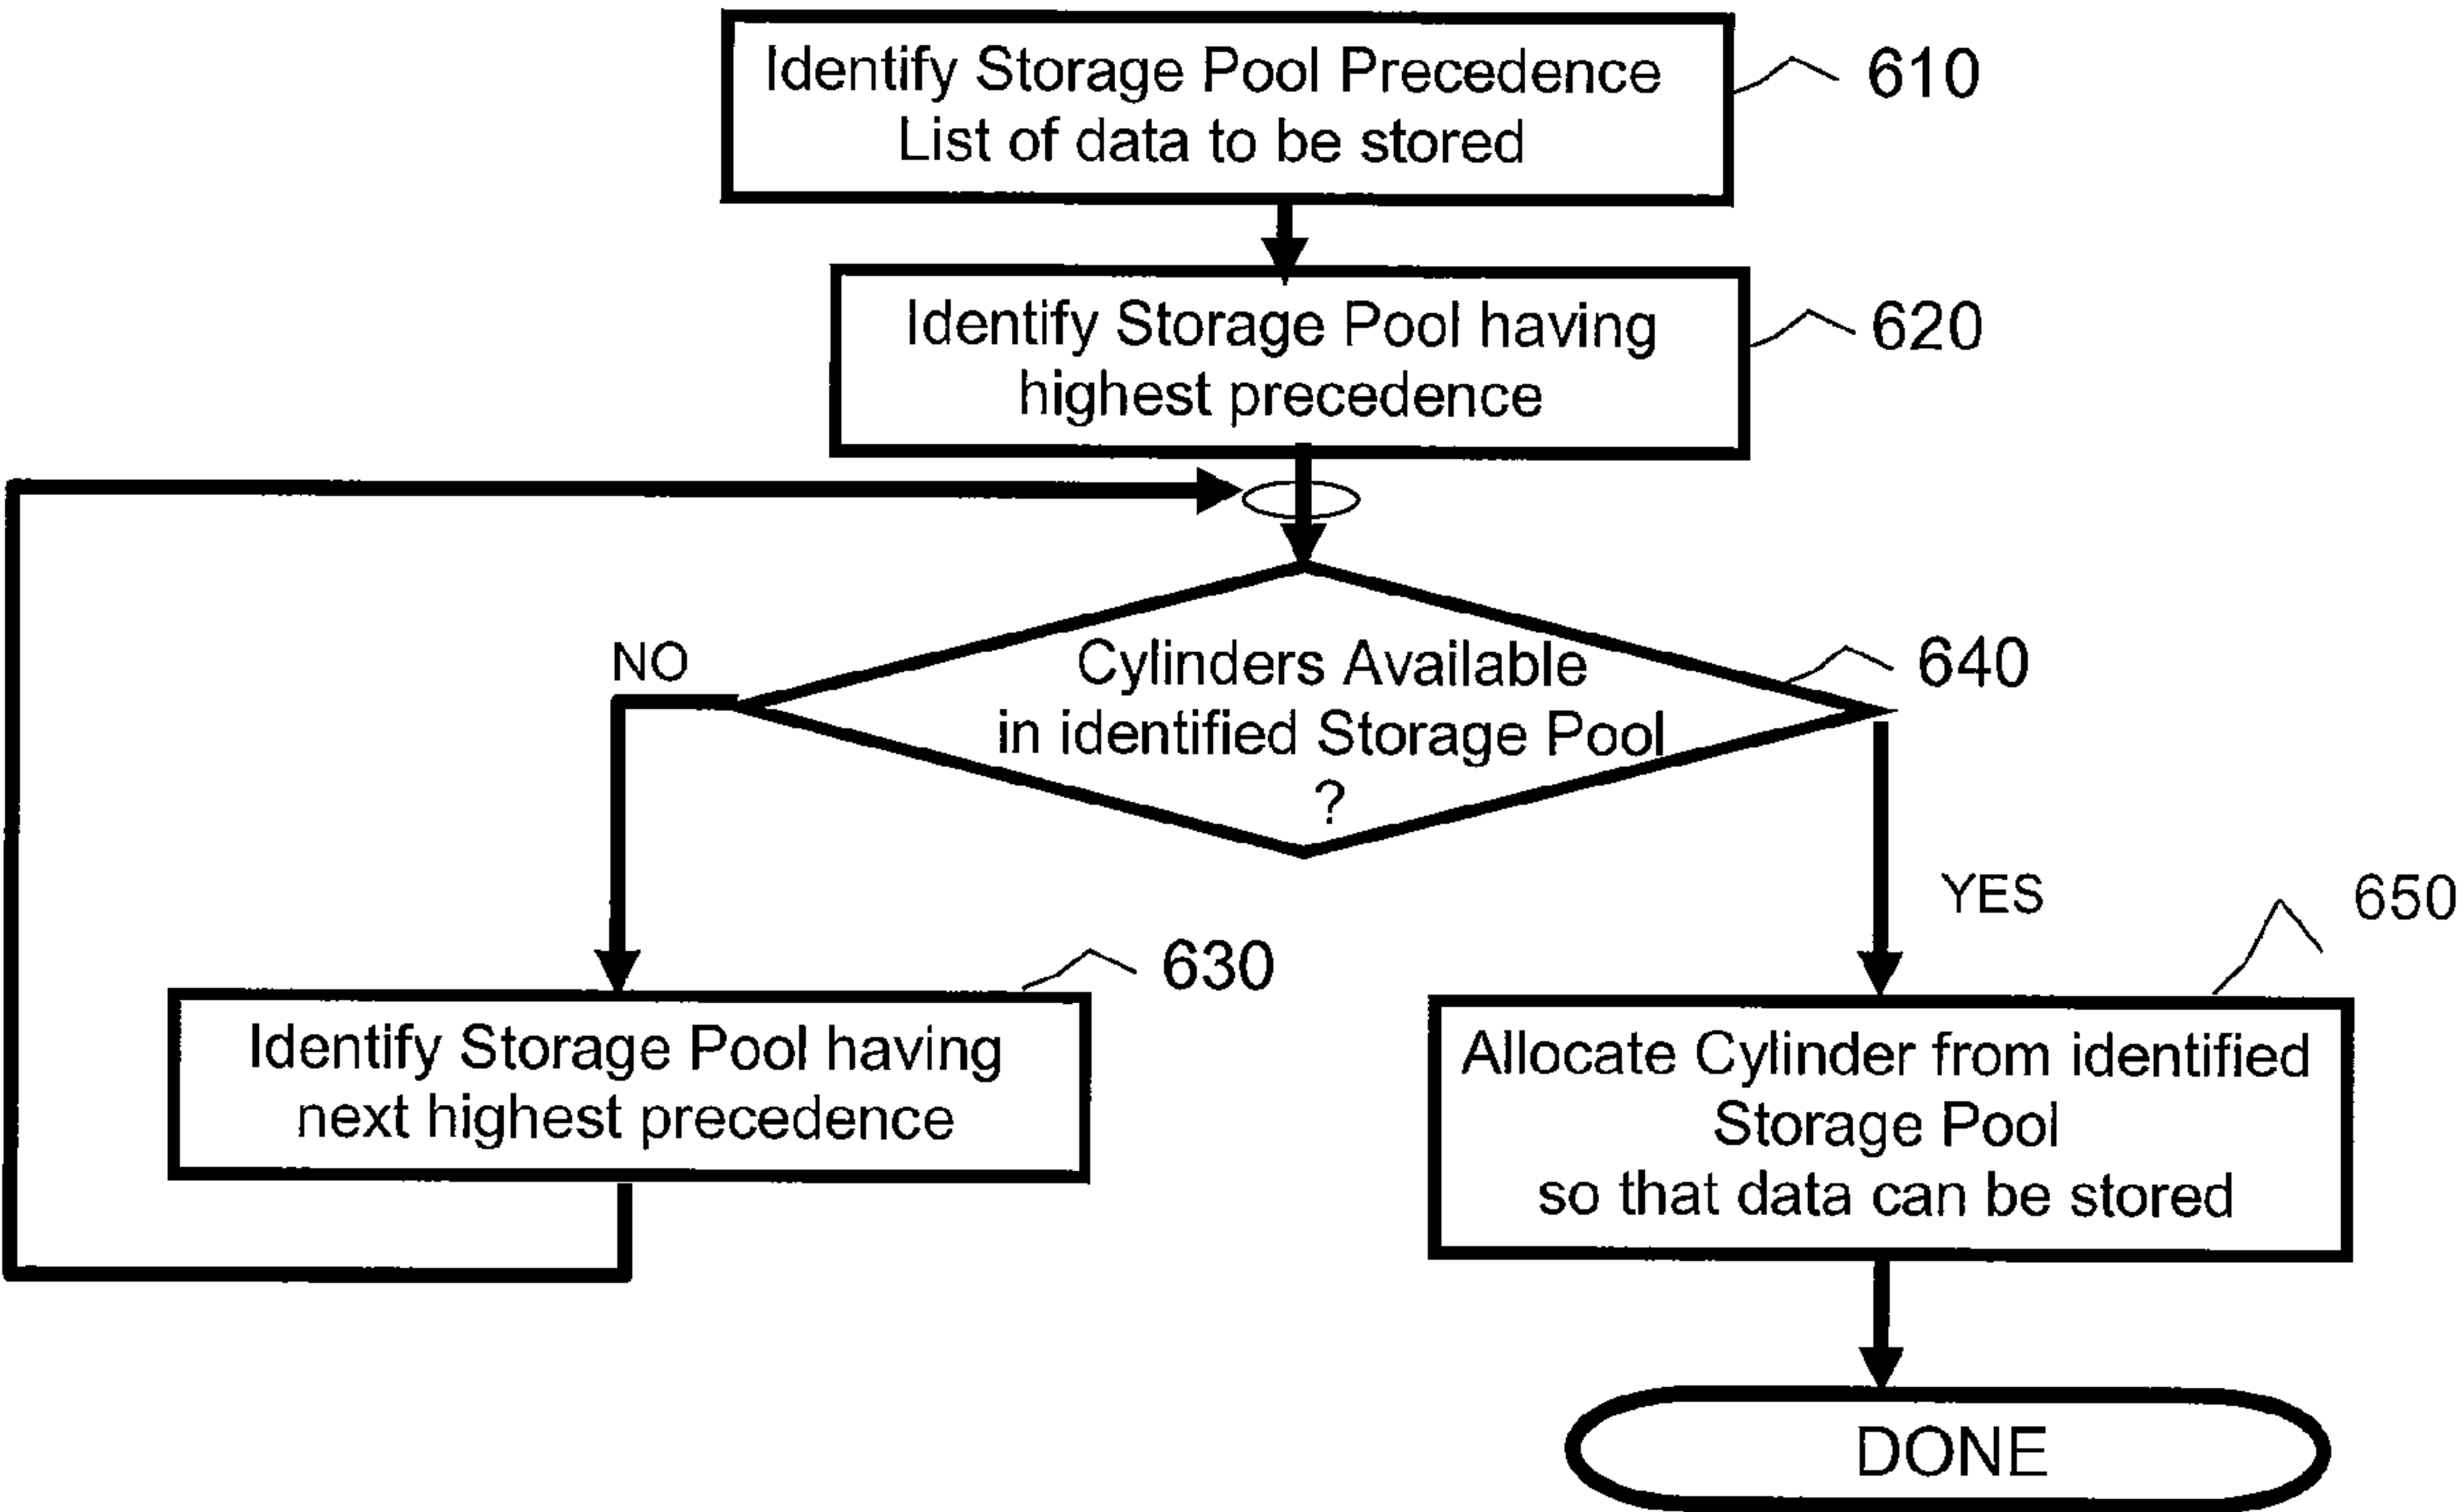 Identify Storage Pool Precedence
List of data to be stored
610
Identify Storage Pool having
highest precedence
620
NO
Cylinders Available
in identified Storage Pool
?
640
YES
650
630
Identify Storage Pool having
next highest precedence
Allocate Cylinder from identified
Storage Pool
so that data can be stored
DONE